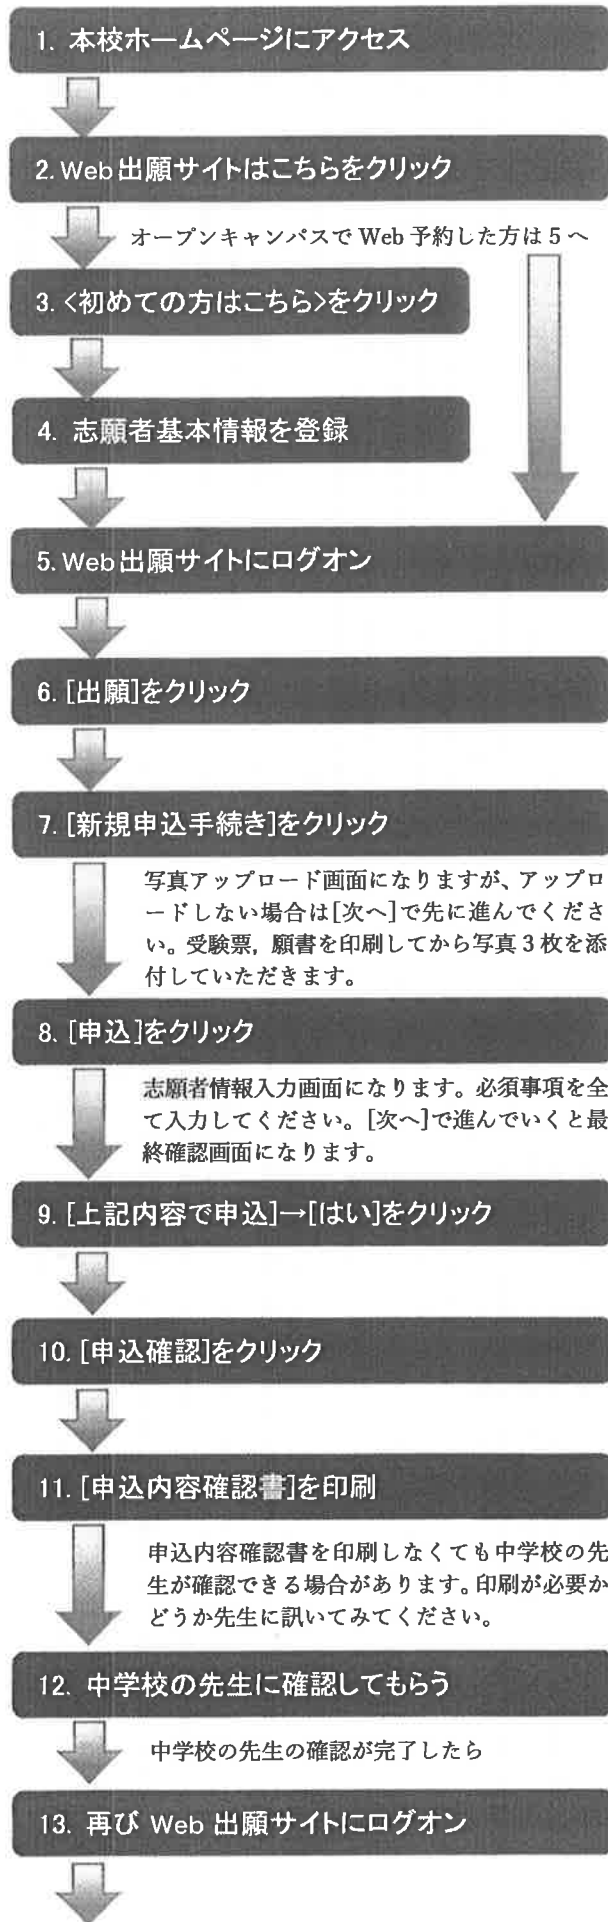 1. 本校ホームページにアクセス
2. Web出願サイトはこちらをクリック
オープンキャンパスで Web 予約した方は 5 へ
3. <初めての方はこちら>をクリック
4. 志願者基本情報を登録
5. Web出願サイトにログオン
6. [出願]をクリック
7. [新規申込手続き]をクリック
写真アップロード画面になりますが、アップロ
ードしない場合は[次へ]で先に進んでくださ
い。受験票，願書を印刷してから写真 3 枚を添
付していただきます。
8. [申込]をクリック
志願者情報入力画面になります。必須事項を全
て入力してください。[次へ]で進んでいくと最
終確認画面になります。
9. [上記内容で申込]→[はい]をクリック
10. [申込確認]をクリック
11. [申込内容確認書]を印刷
申込内容確認書を印刷しなくても中学校の先
生が確認できる場合があります。印刷が必要か
どうか先生に訊いてみてください。
12. 中学校の先生に確認してもらう
中学校の先生の確認が完了したら
13. 再び Web 出願サイトにログオン